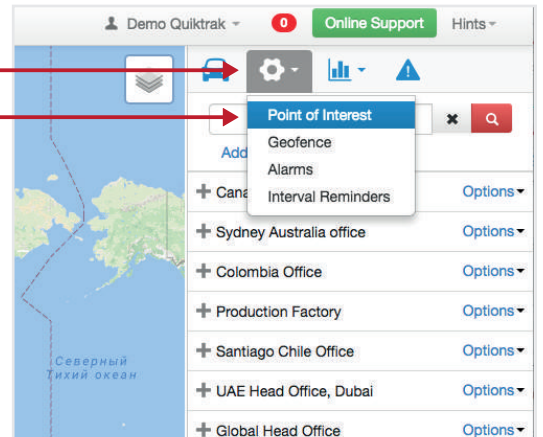 Demo Quiktrak
0
Online Support
Hints
Point of Interest
Geofence
Add
Alarms
Cana
Interval Reminders
Options
Sydney Australia office
Options
Colombia Office
Options
Production Factory
Options
Santiago Chile Office
Options
UAE Head Office, Dubai
Options
Global Head Office
Options
Северный
Тихий океан